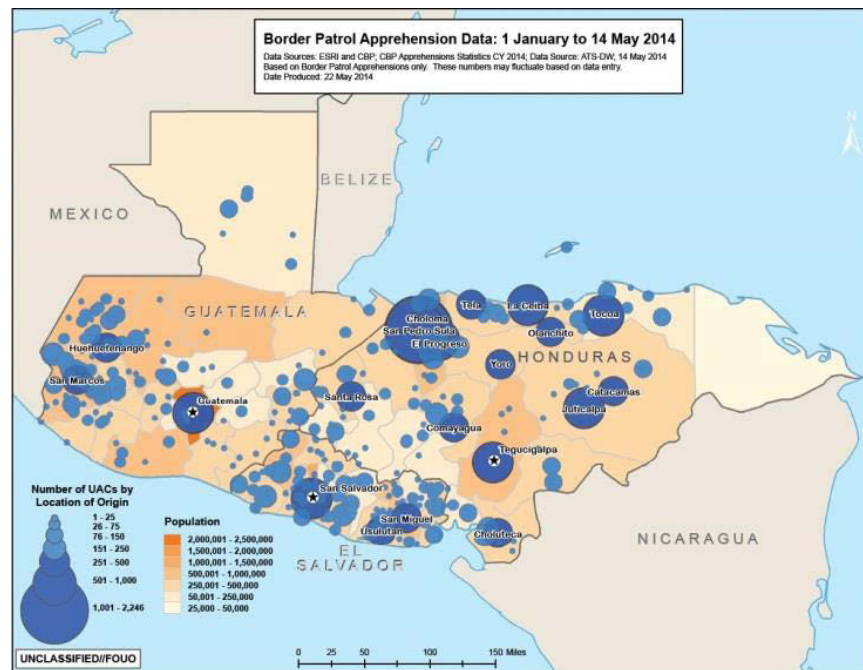 Border Patrol Apprehension Data: 1 January to 14 May 2014
Data Sources: ESRI and CBP; CBP Apprehensions Statistics CY 2014; Data Source: ATS-DW; 14 May 2014
Based on Border Patrol Apprehensions only. These numbers may fluctuate based on data entry.
Date Produced: 22 May 2014
N
BELIZE
MEXICO
GUATEMALA
Tela
La Ceiba
Choloma
Tocoa
San Pedro Sula
Olanchito
El Progreso
Huehuetenango
HONDURAS
Yoro
San Marcos
Catacamas
Santa Rosa
Guatemala
Juticalpa
Comayagua
Tegucigalpa
San Salvador
San Miguel
Usulutan
Choluteca
NICARAGUA
EL
SALVADOR
Number of UACs by
Location of Origin
1 - 25
26 - 75
76 - 150
151 - 250
251 - 500
501 - 1,000
1,001 - 2,246
Population
2,000,001 - 2,500,000
1,500,001 - 2,000,000
1,000,001 - 1,500,000
500,001 - 1,000,000
250,001 - 500,000
50,001 - 250,000
25,000 - 50,000
UNCLASSIFIED//FOUO
0 25 50 100 150 Miles